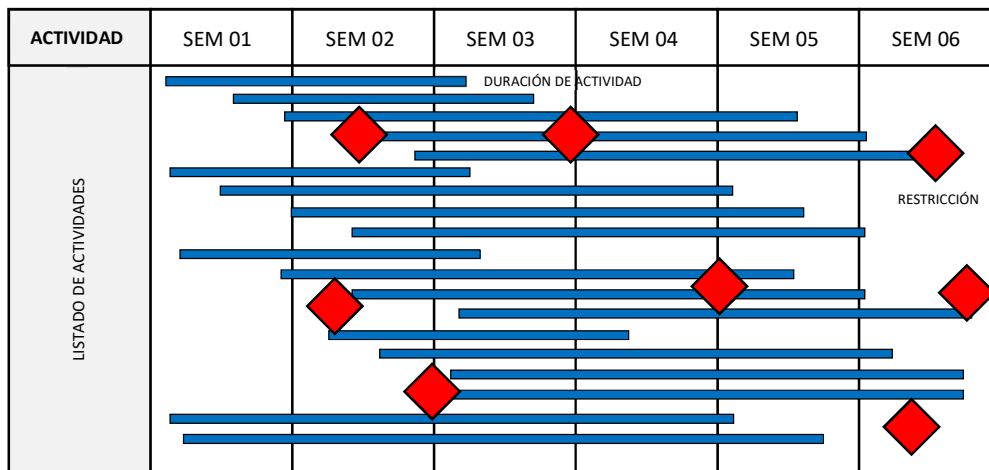 ACTIVIDAD SEM 01 SEM 02 SEM 03 SEM 04 SEM 05 SEM 06
DURACIÓN DE ACTIVIDAD
RESTRICCIÓN
LISTADO DE ACTIVIDADES